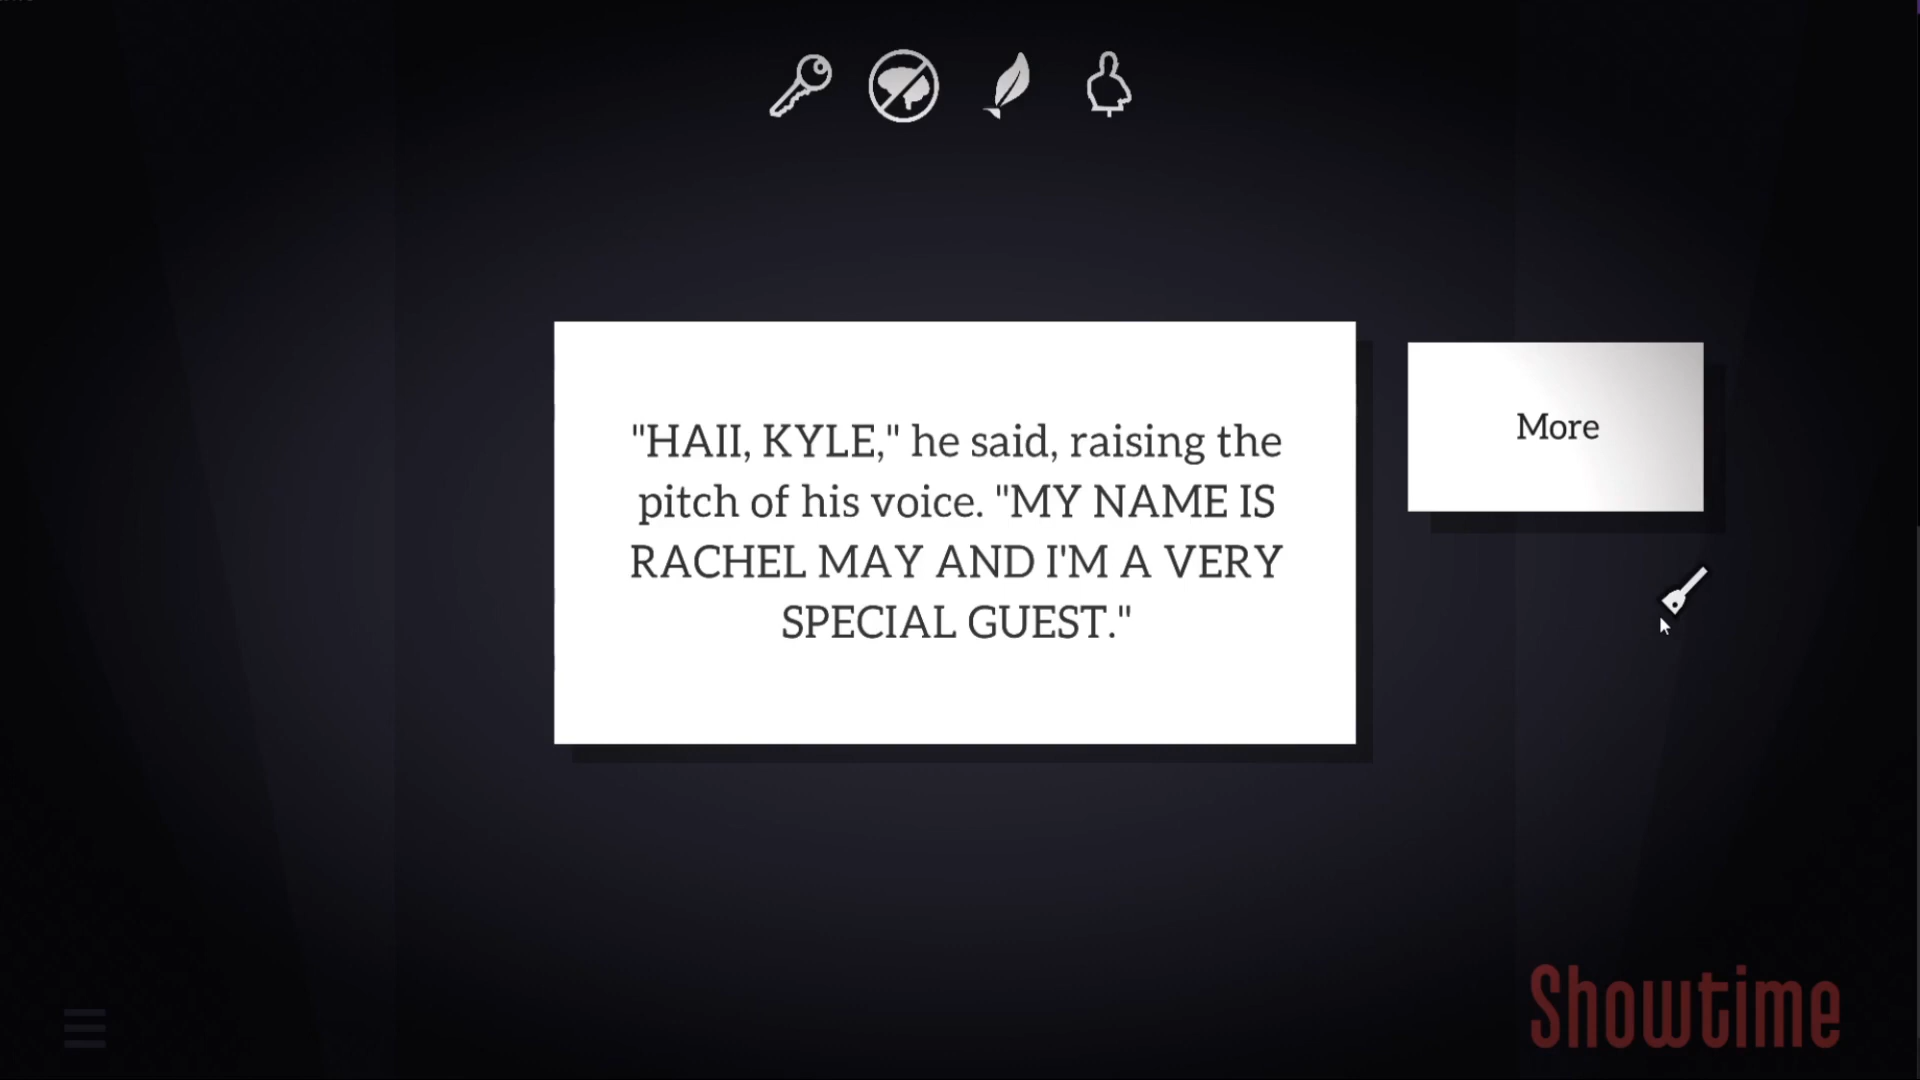 "HAII, KYLE," he said, raising the
pitch of his voice. "MY NAME IS
RACHEL MAY AND I'M A VERY
SPECIAL GUEST."
More
Showtime